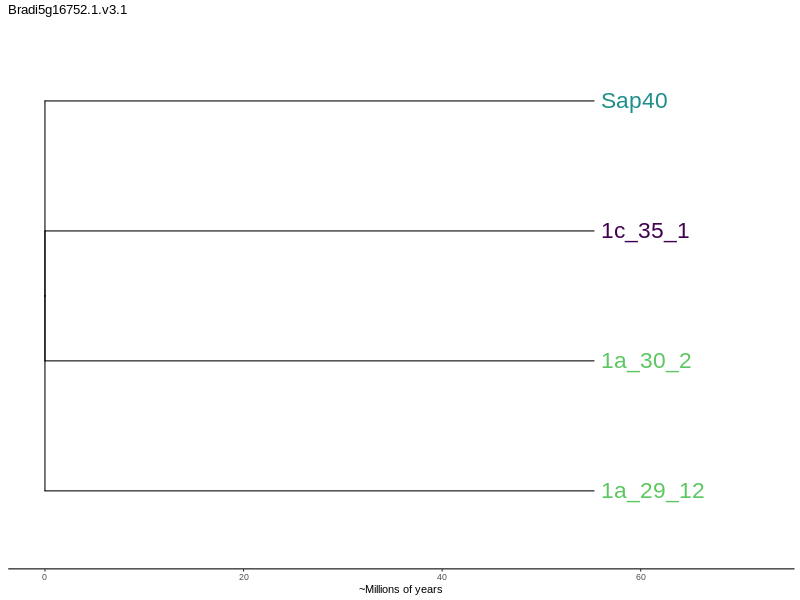 Bradi5g16752.1.v3.1
Sap40
1c_35_1
1a_30_2
1a_29_12
0 20 40 60
~Millions of years